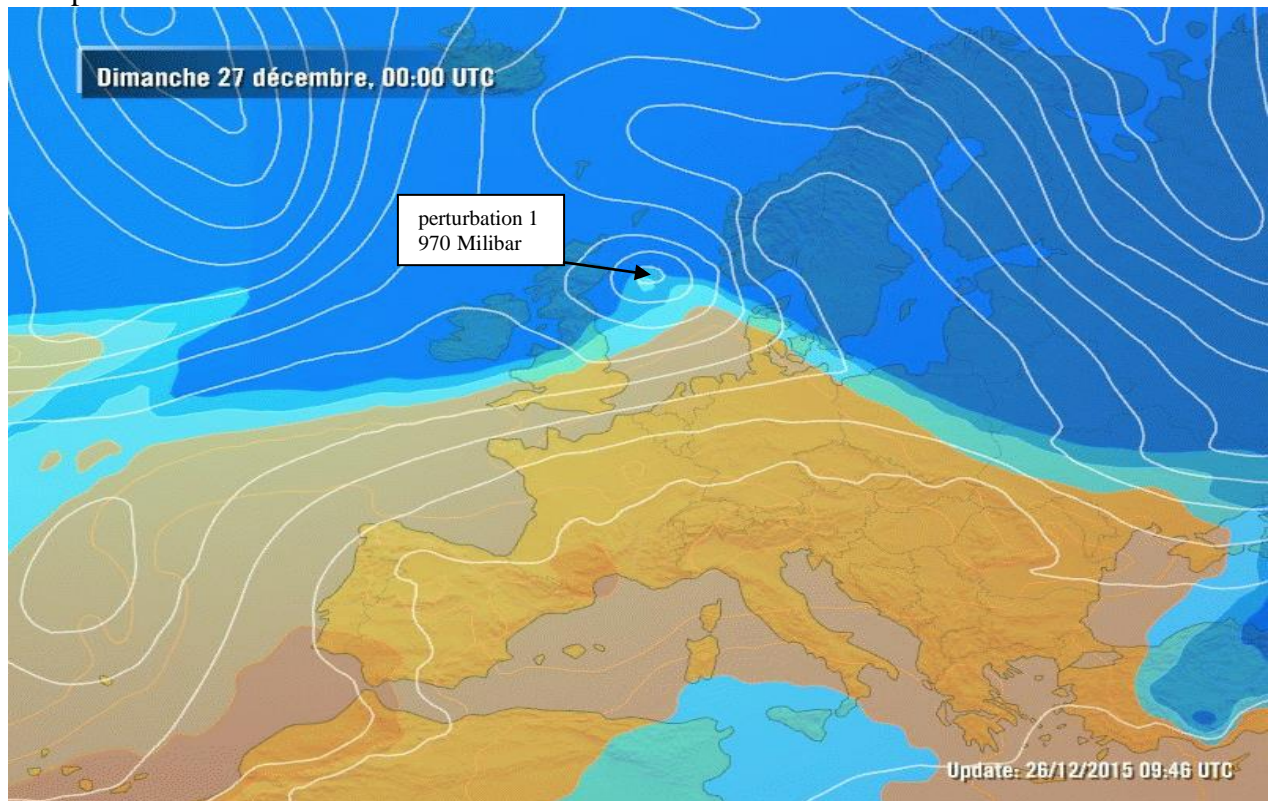 Dimanche 27 décembre, 00:00 UTC
perturbation 1
970 Milibar
Update: 26/12/2015 09:46 UTC